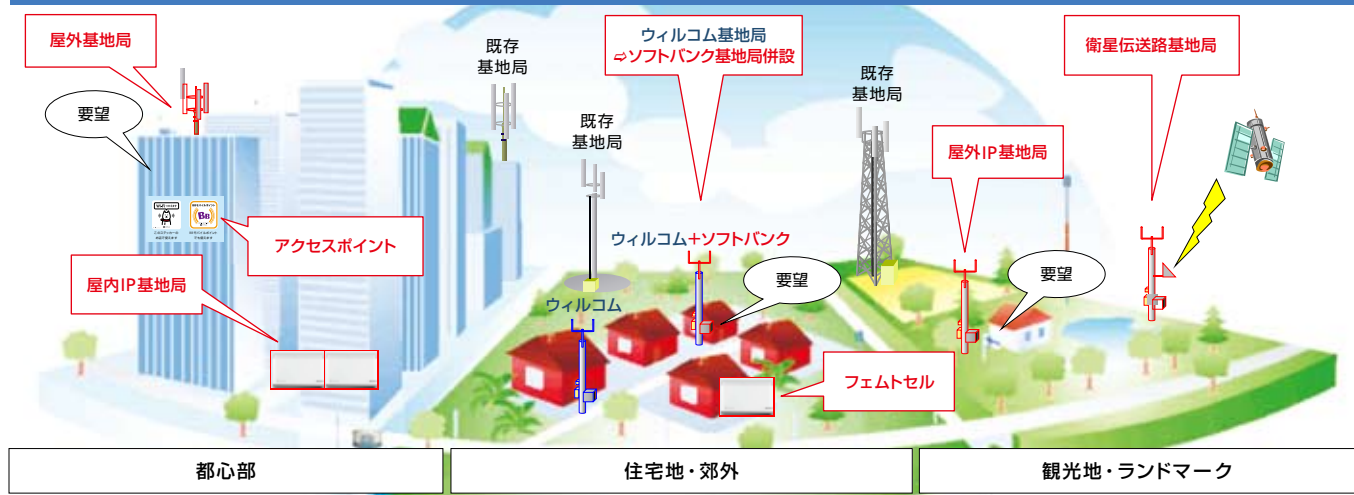 屋外基地局
要望
アクセスポイント
屋内IP基地局
既存
基地局
既存
基地局
ウィルコム基地局
⇨ソフトバンク基地局併設
ウィルコム+ソフトバンク
ウィルコム
要望
フェムトセル
既存
基地局
屋外IP基地局
要望
衛星伝送路基地局
都心部
住宅地・郊外
観光地・ランドマーク